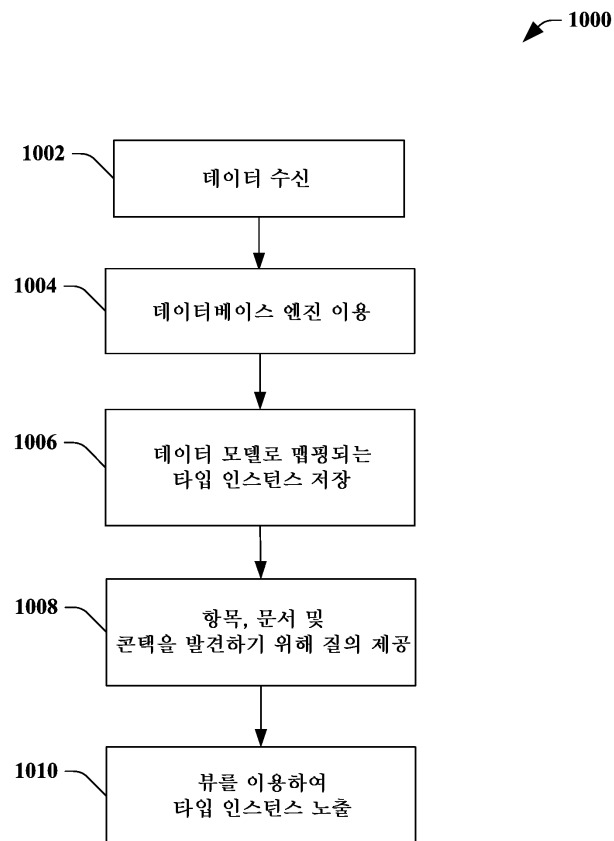 1000
1002
데이터 수신
1004
데이터베이스 엔진 이용
1006
데이터 모델로 맵핑되는
타입 인스턴스 저장
1008
항목, 문서 및
콘택을 발견하기 위해 질의 제공
1010
뷰를 이용하여
타입 인스턴스 노출